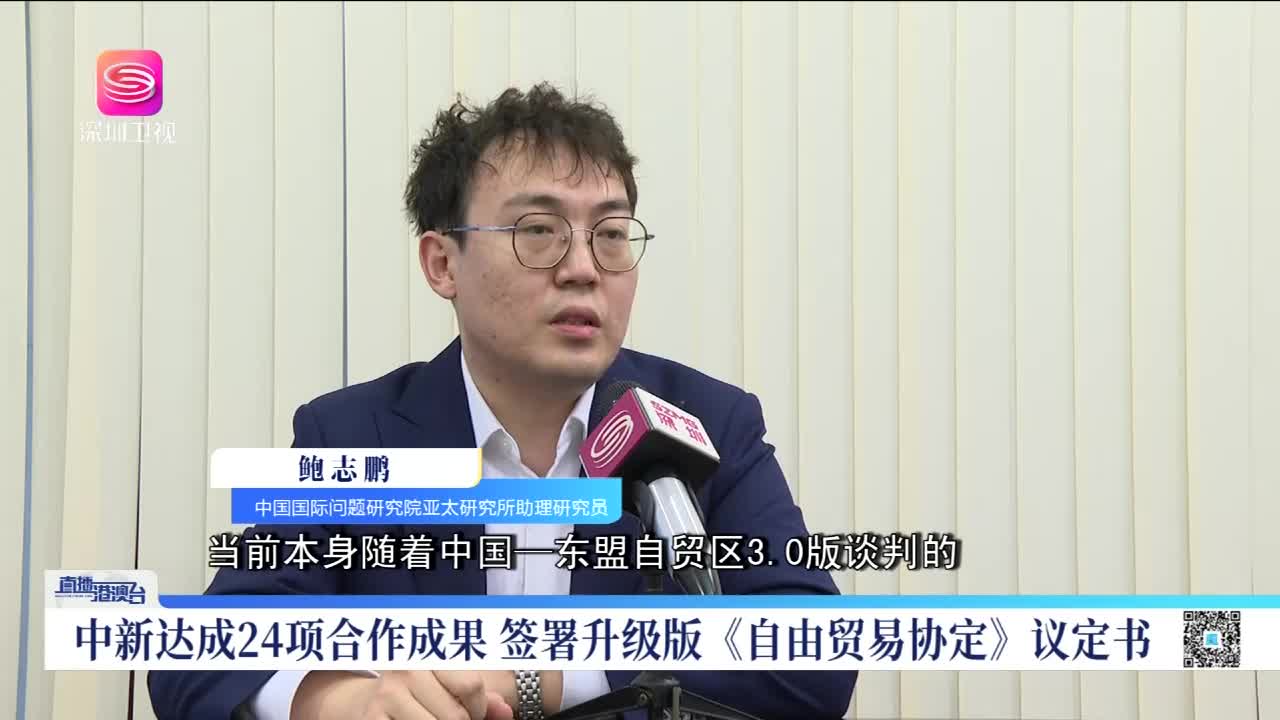 深圳卫视
SZMG
深圳
鲍志鹏
中国国际问题研究院亚太研究所助理研究员
当前本身随着中国—东盟自贸区3.0版谈判的
直播港澳台
中新达成24项合作成果 签署升级版《自由贸易协定》议定书